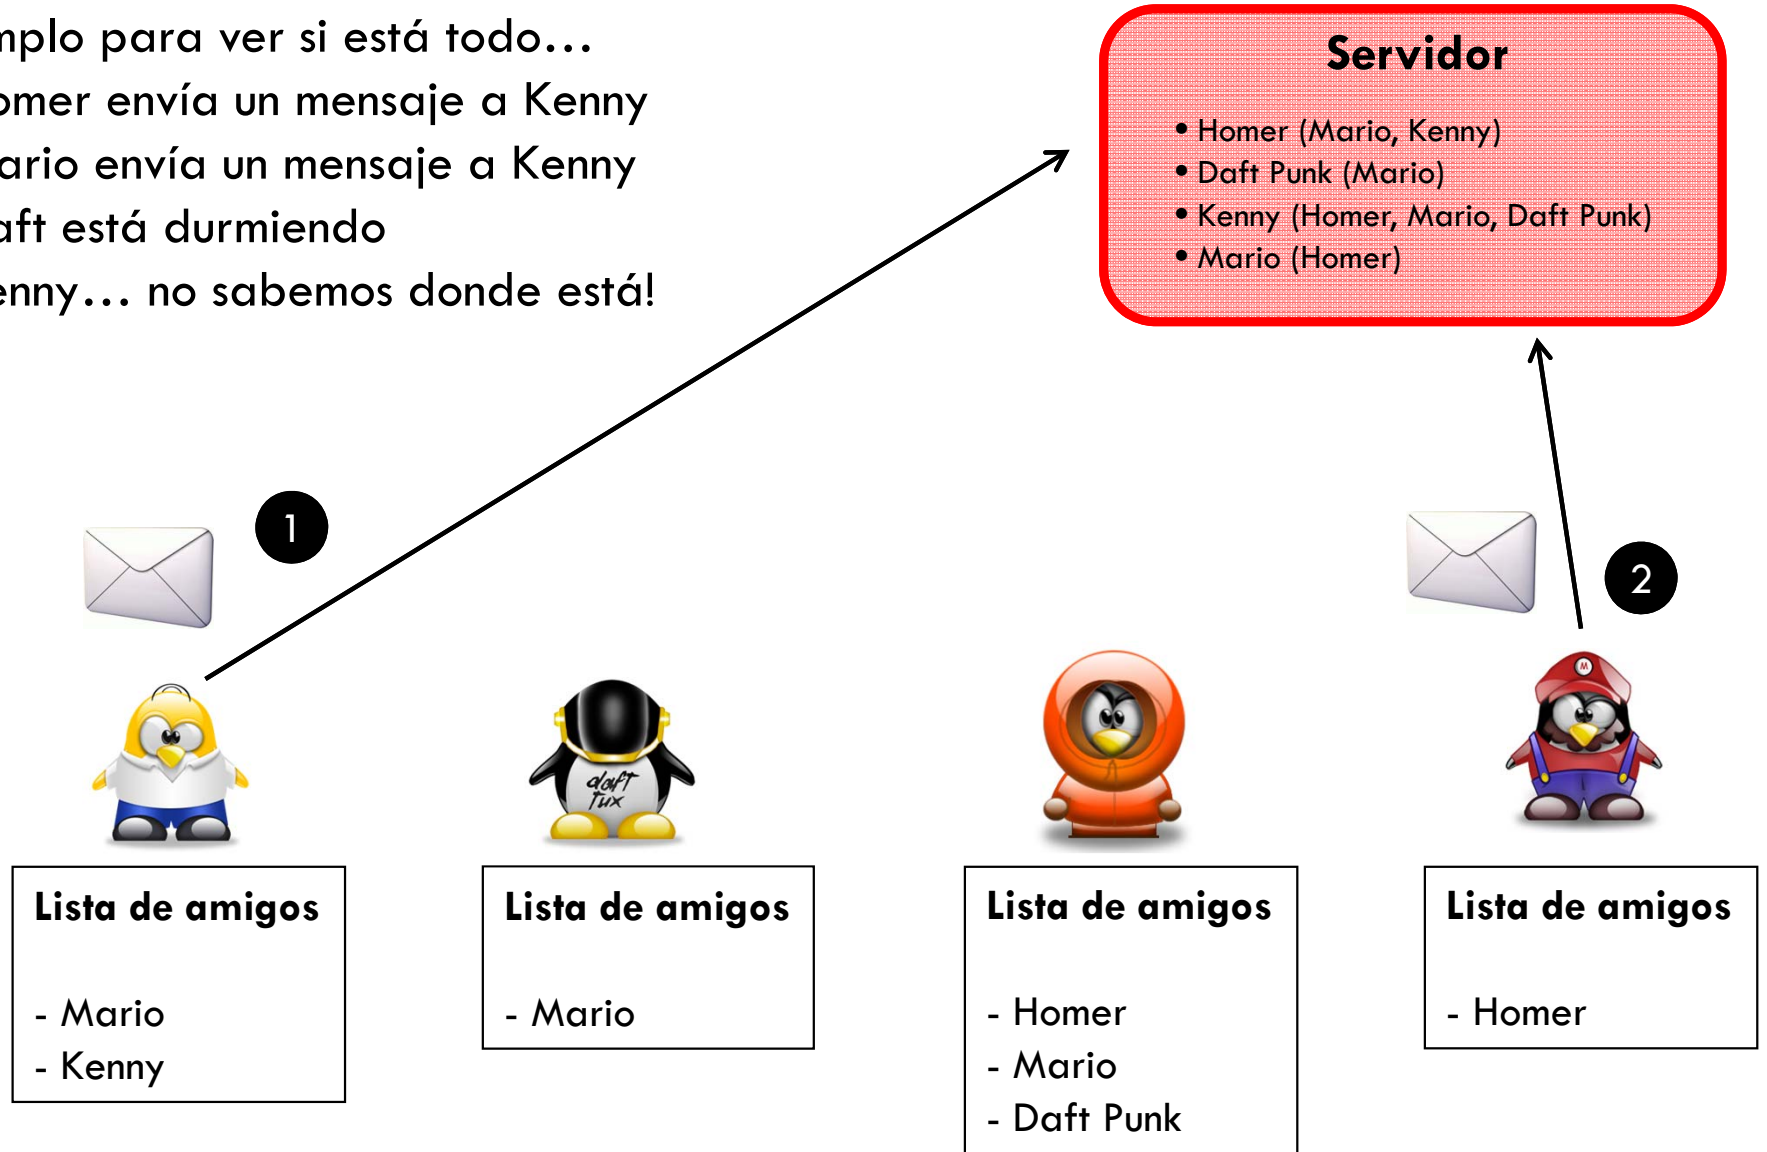 mplo para ver si está todo…
omer envía un mensaje a Kenny
ario envía un mensaje a Kenny
aft está durmiendo
enny… no sabemos donde está!
Servidor
• Homer (Mario, Kenny)
• Daft Punk (Mario)
• Kenny (Homer, Mario, Daft Punk)
• Mario (Homer)
1
2
M
daft
Tux
Lista de amigos
- Mario
- Kenny
Lista de amigos
- Mario
Lista de amigos
- Homer
- Mario
- Daft Punk
Lista de amigos
- Homer